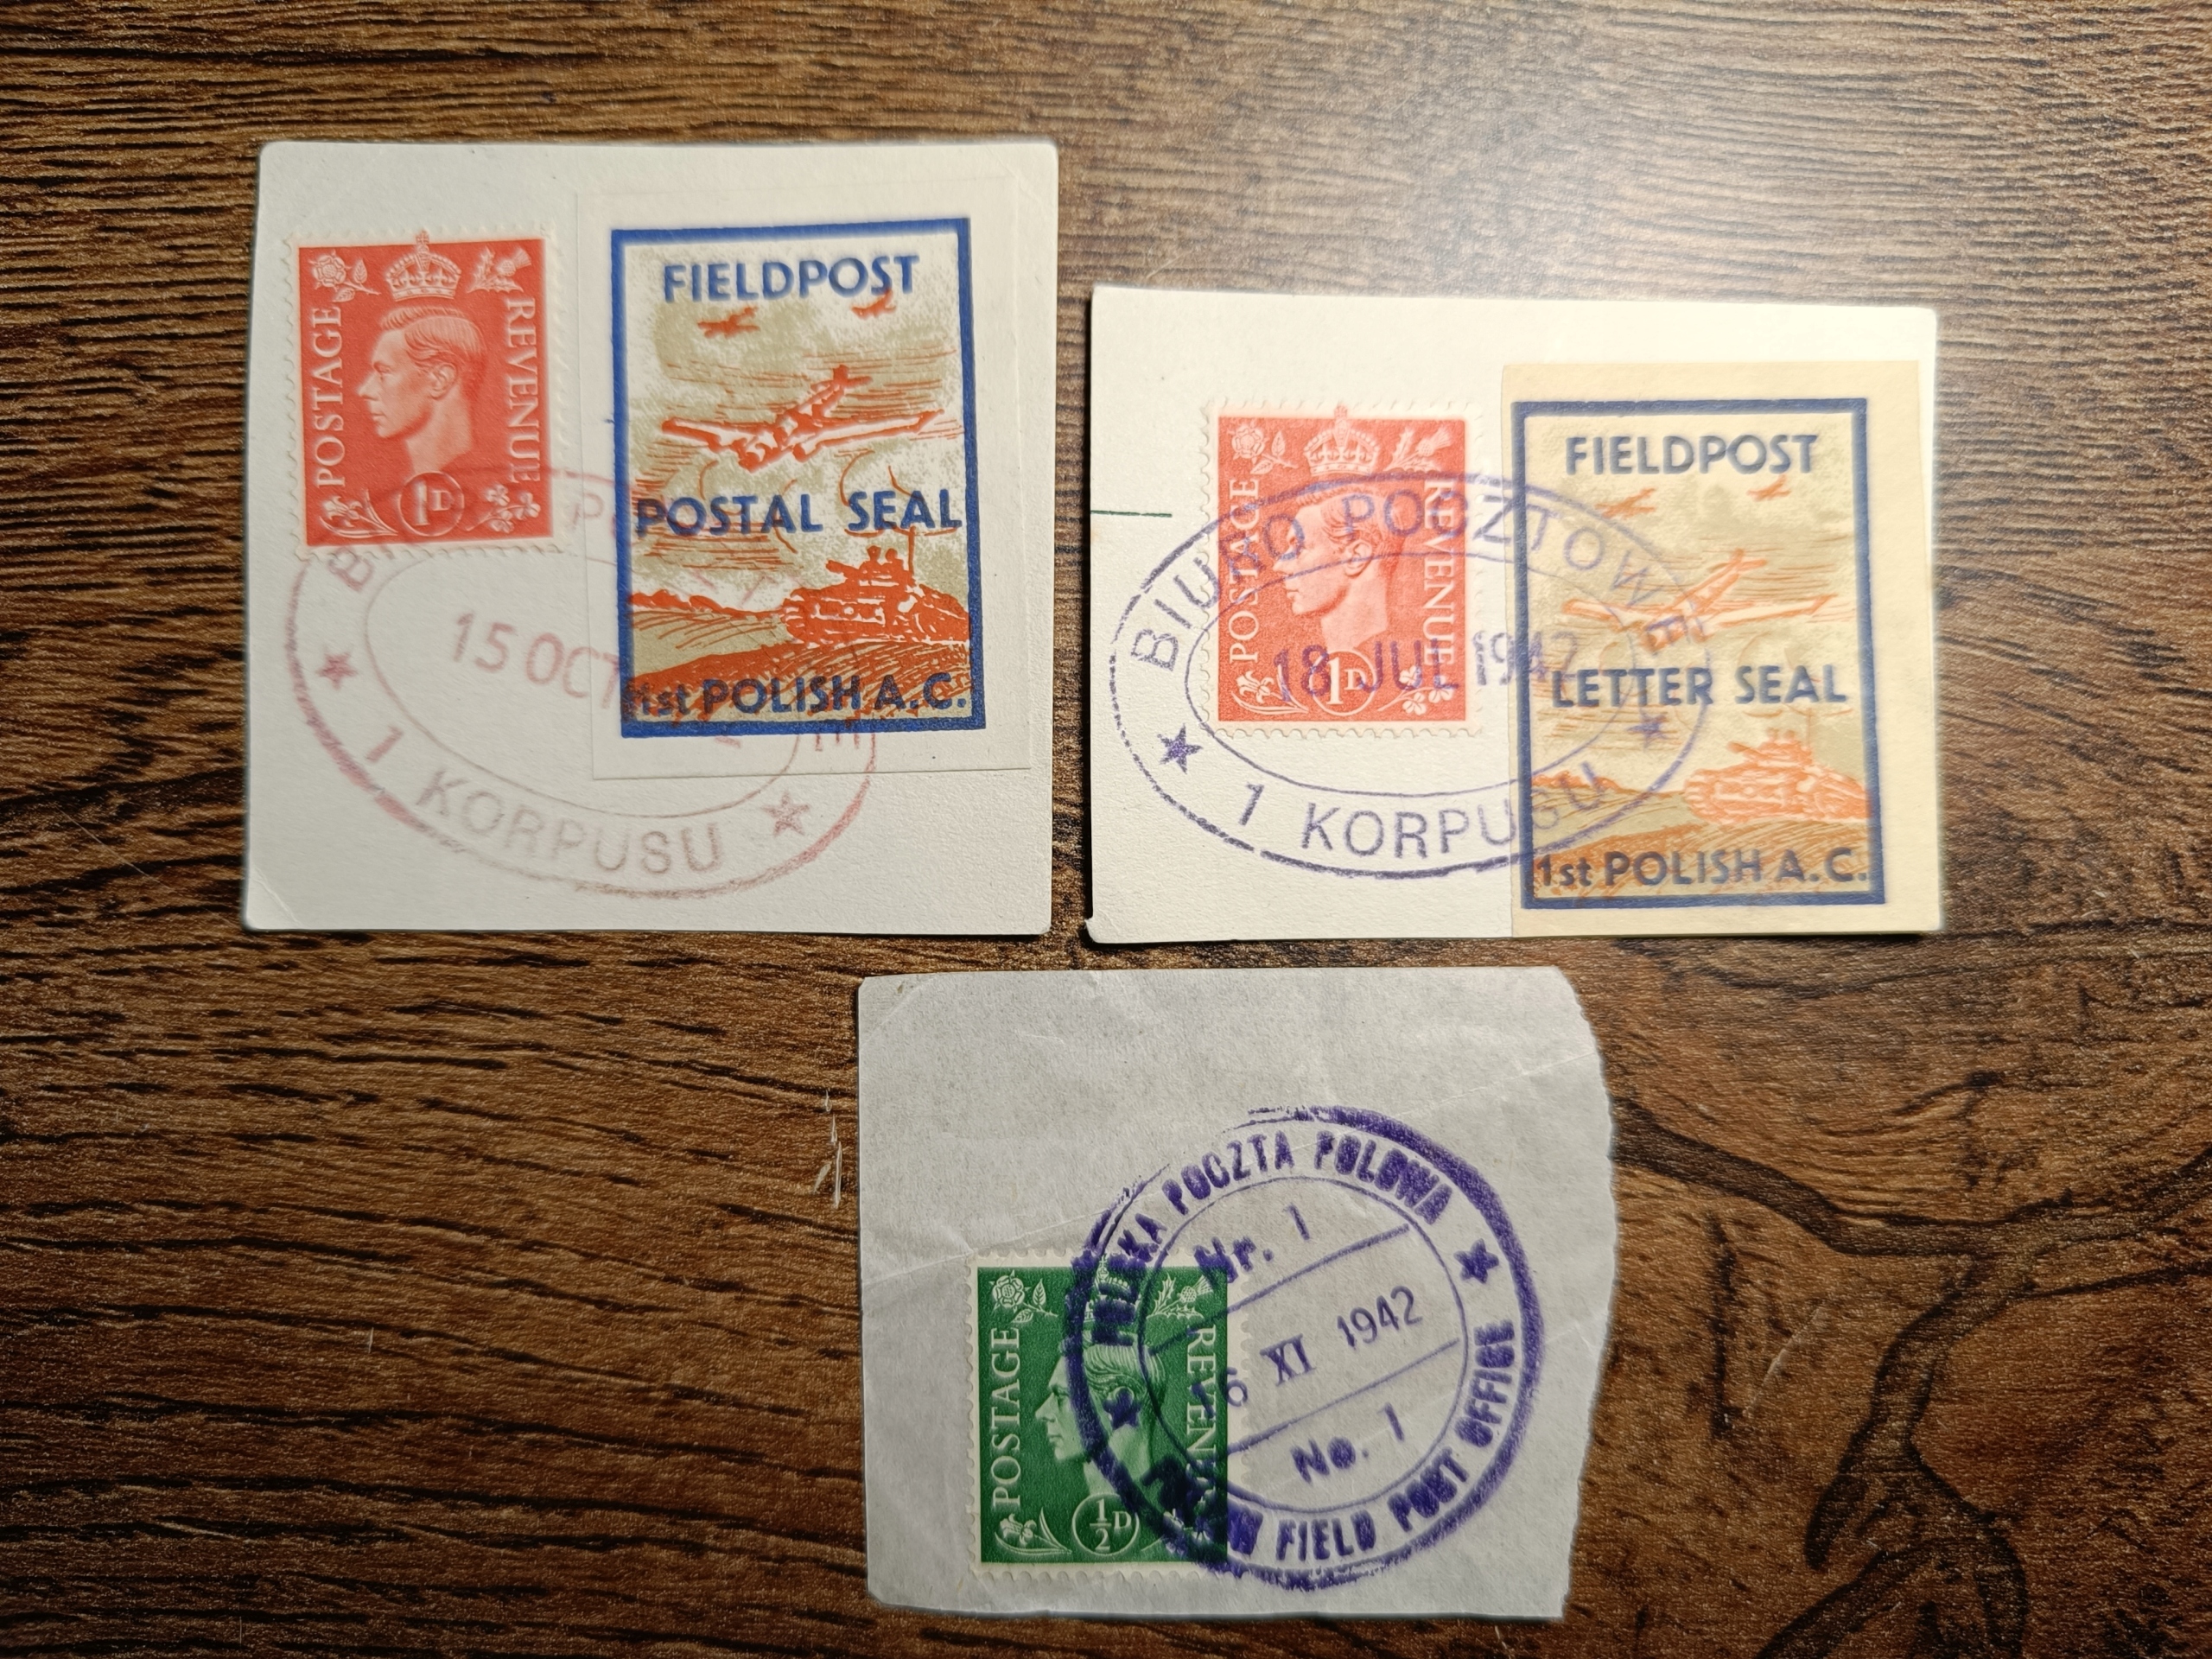 POSTAGE
REVENUE
1D
FIELDPOST
POSTAL SEAL
1st POLISH A.C.
15 OCT
1 KORPUSU
POSTAGE
REVENUE
1D
FIELDPOST
LETTER SEAL
1st POLISH A.C.
BIURO POCZTOWE
18 JUL 1942
1 KORPUSU
POSTAGE
REVENUE
1/2D
POCZTA POLOWA
Nr. 1
XI 1942
No. 1
FIELD POST OFFICE